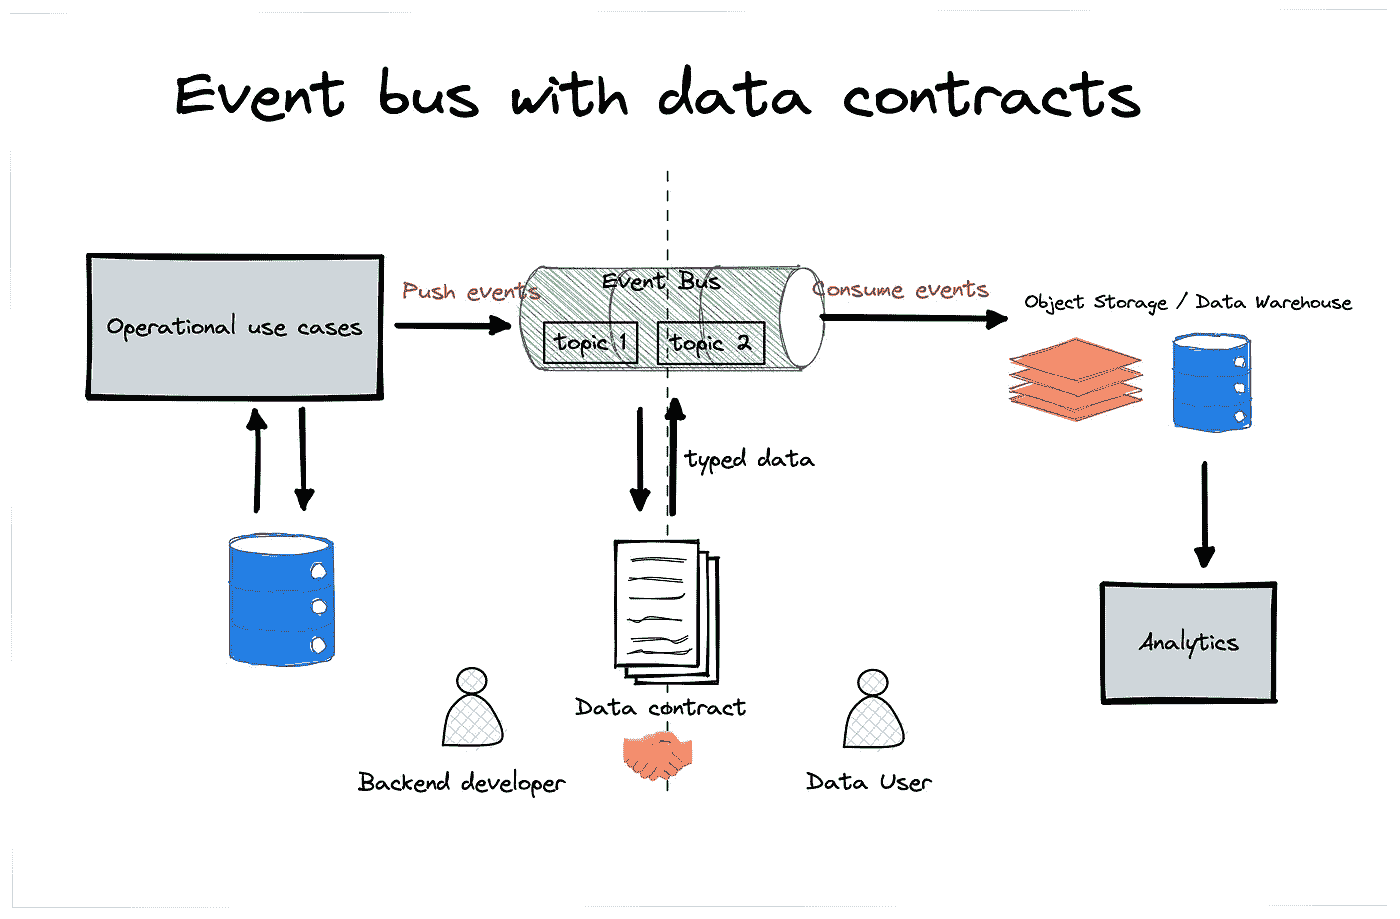 Event bus with data contracts
Push events
Event Bus
Consume events
Object Storage / Data Warehouse
Operational use cases
topic 1
topic 2
typed data
Analytics
Data contract
Backend developer
Data User